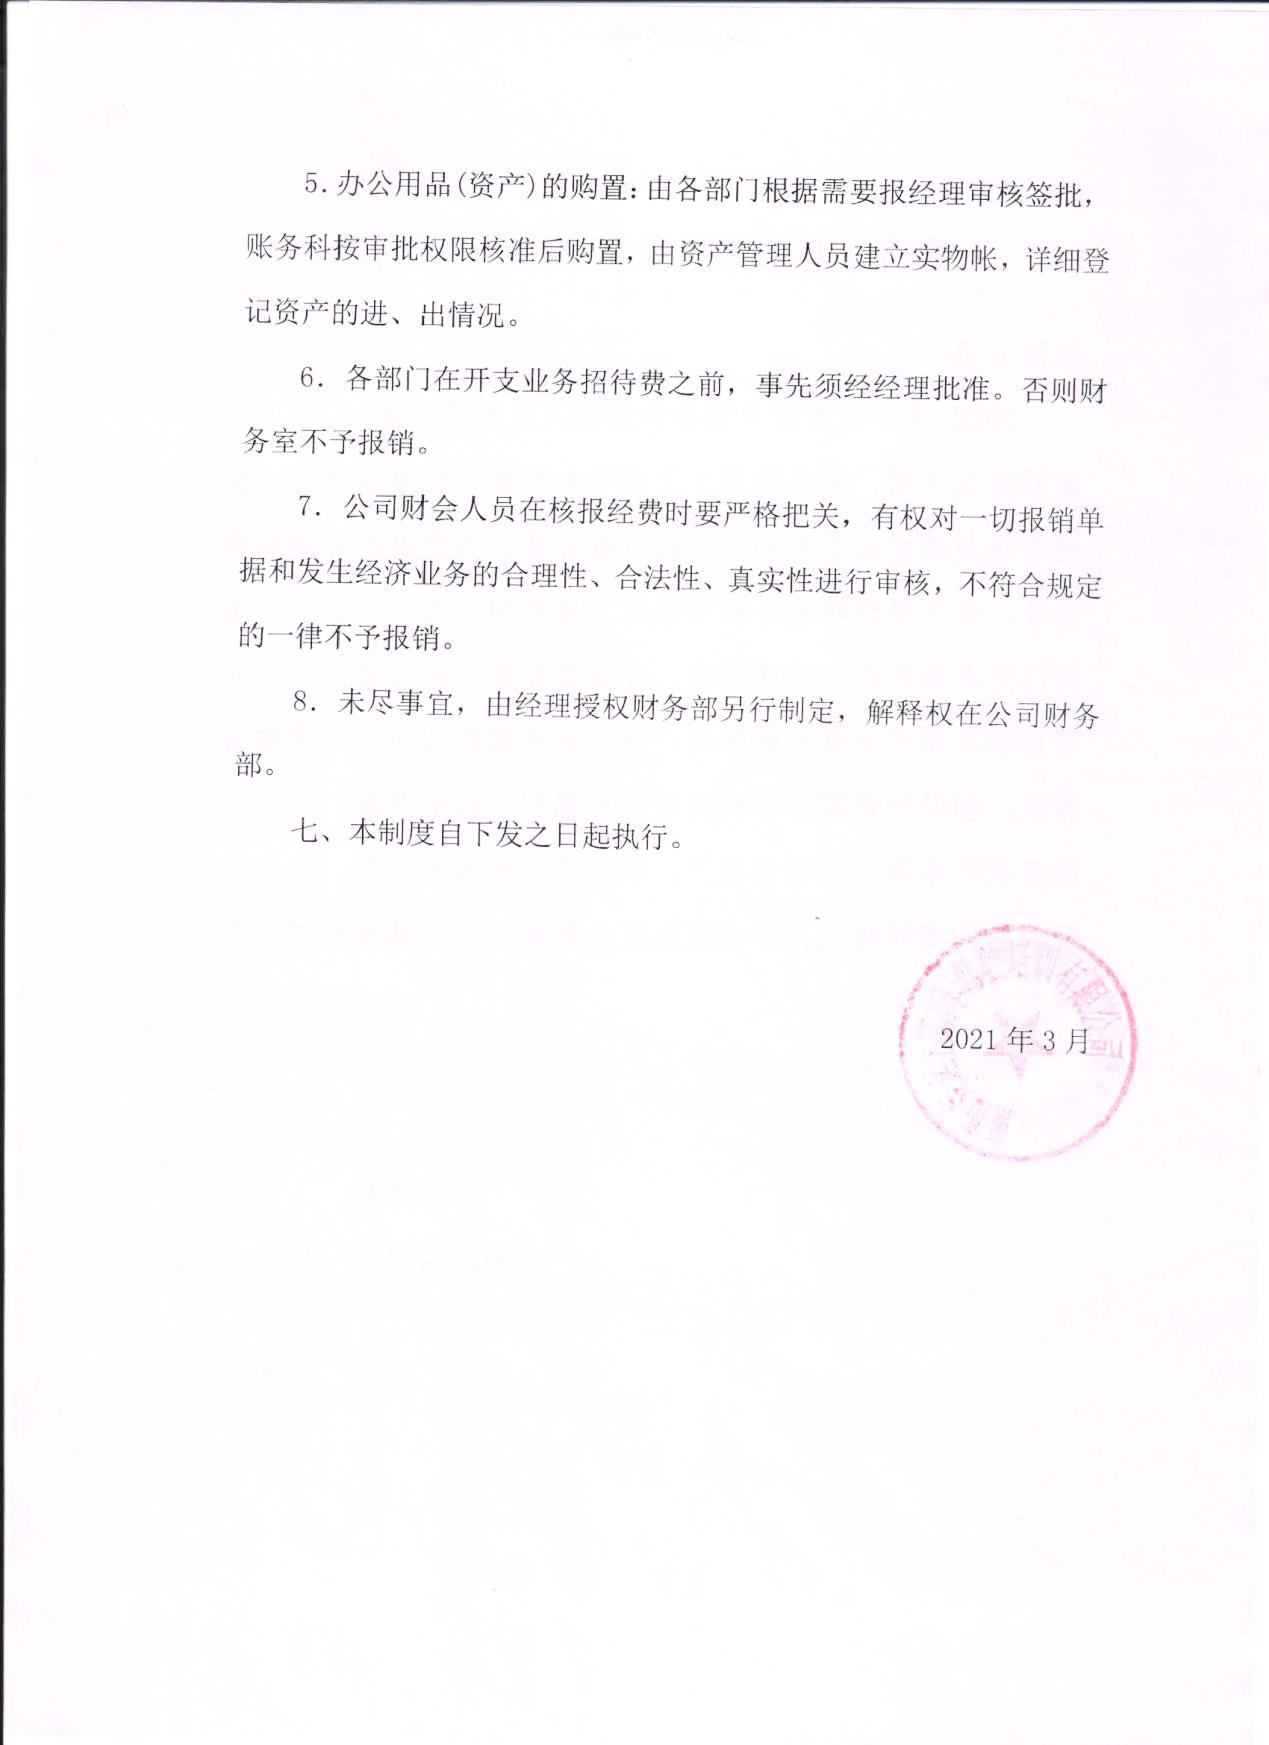 5.办公用品(资产)的购置:由各部门根据需要报经理审核签批,
账务科按审批权限核准后购置，由资产管理人员建立实物帐，详细登
记资产的进、出情况。
6. 各部门在开支业务招待费之前，事先须经经理批准。否则财
务室不予报销。
7. 公司财会人员在核报经费时要严格把关，有权对一切报销单
据和发生经济业务的合理性、合法性、真实性进行审核，不符合规定
的一律不予报销。
8. 未尽事宜，由经理授权财务部另行制定，解释权在公司财务
部。
七、本制度自下发之日起执行。
培训有限公司
2021 年 3 月